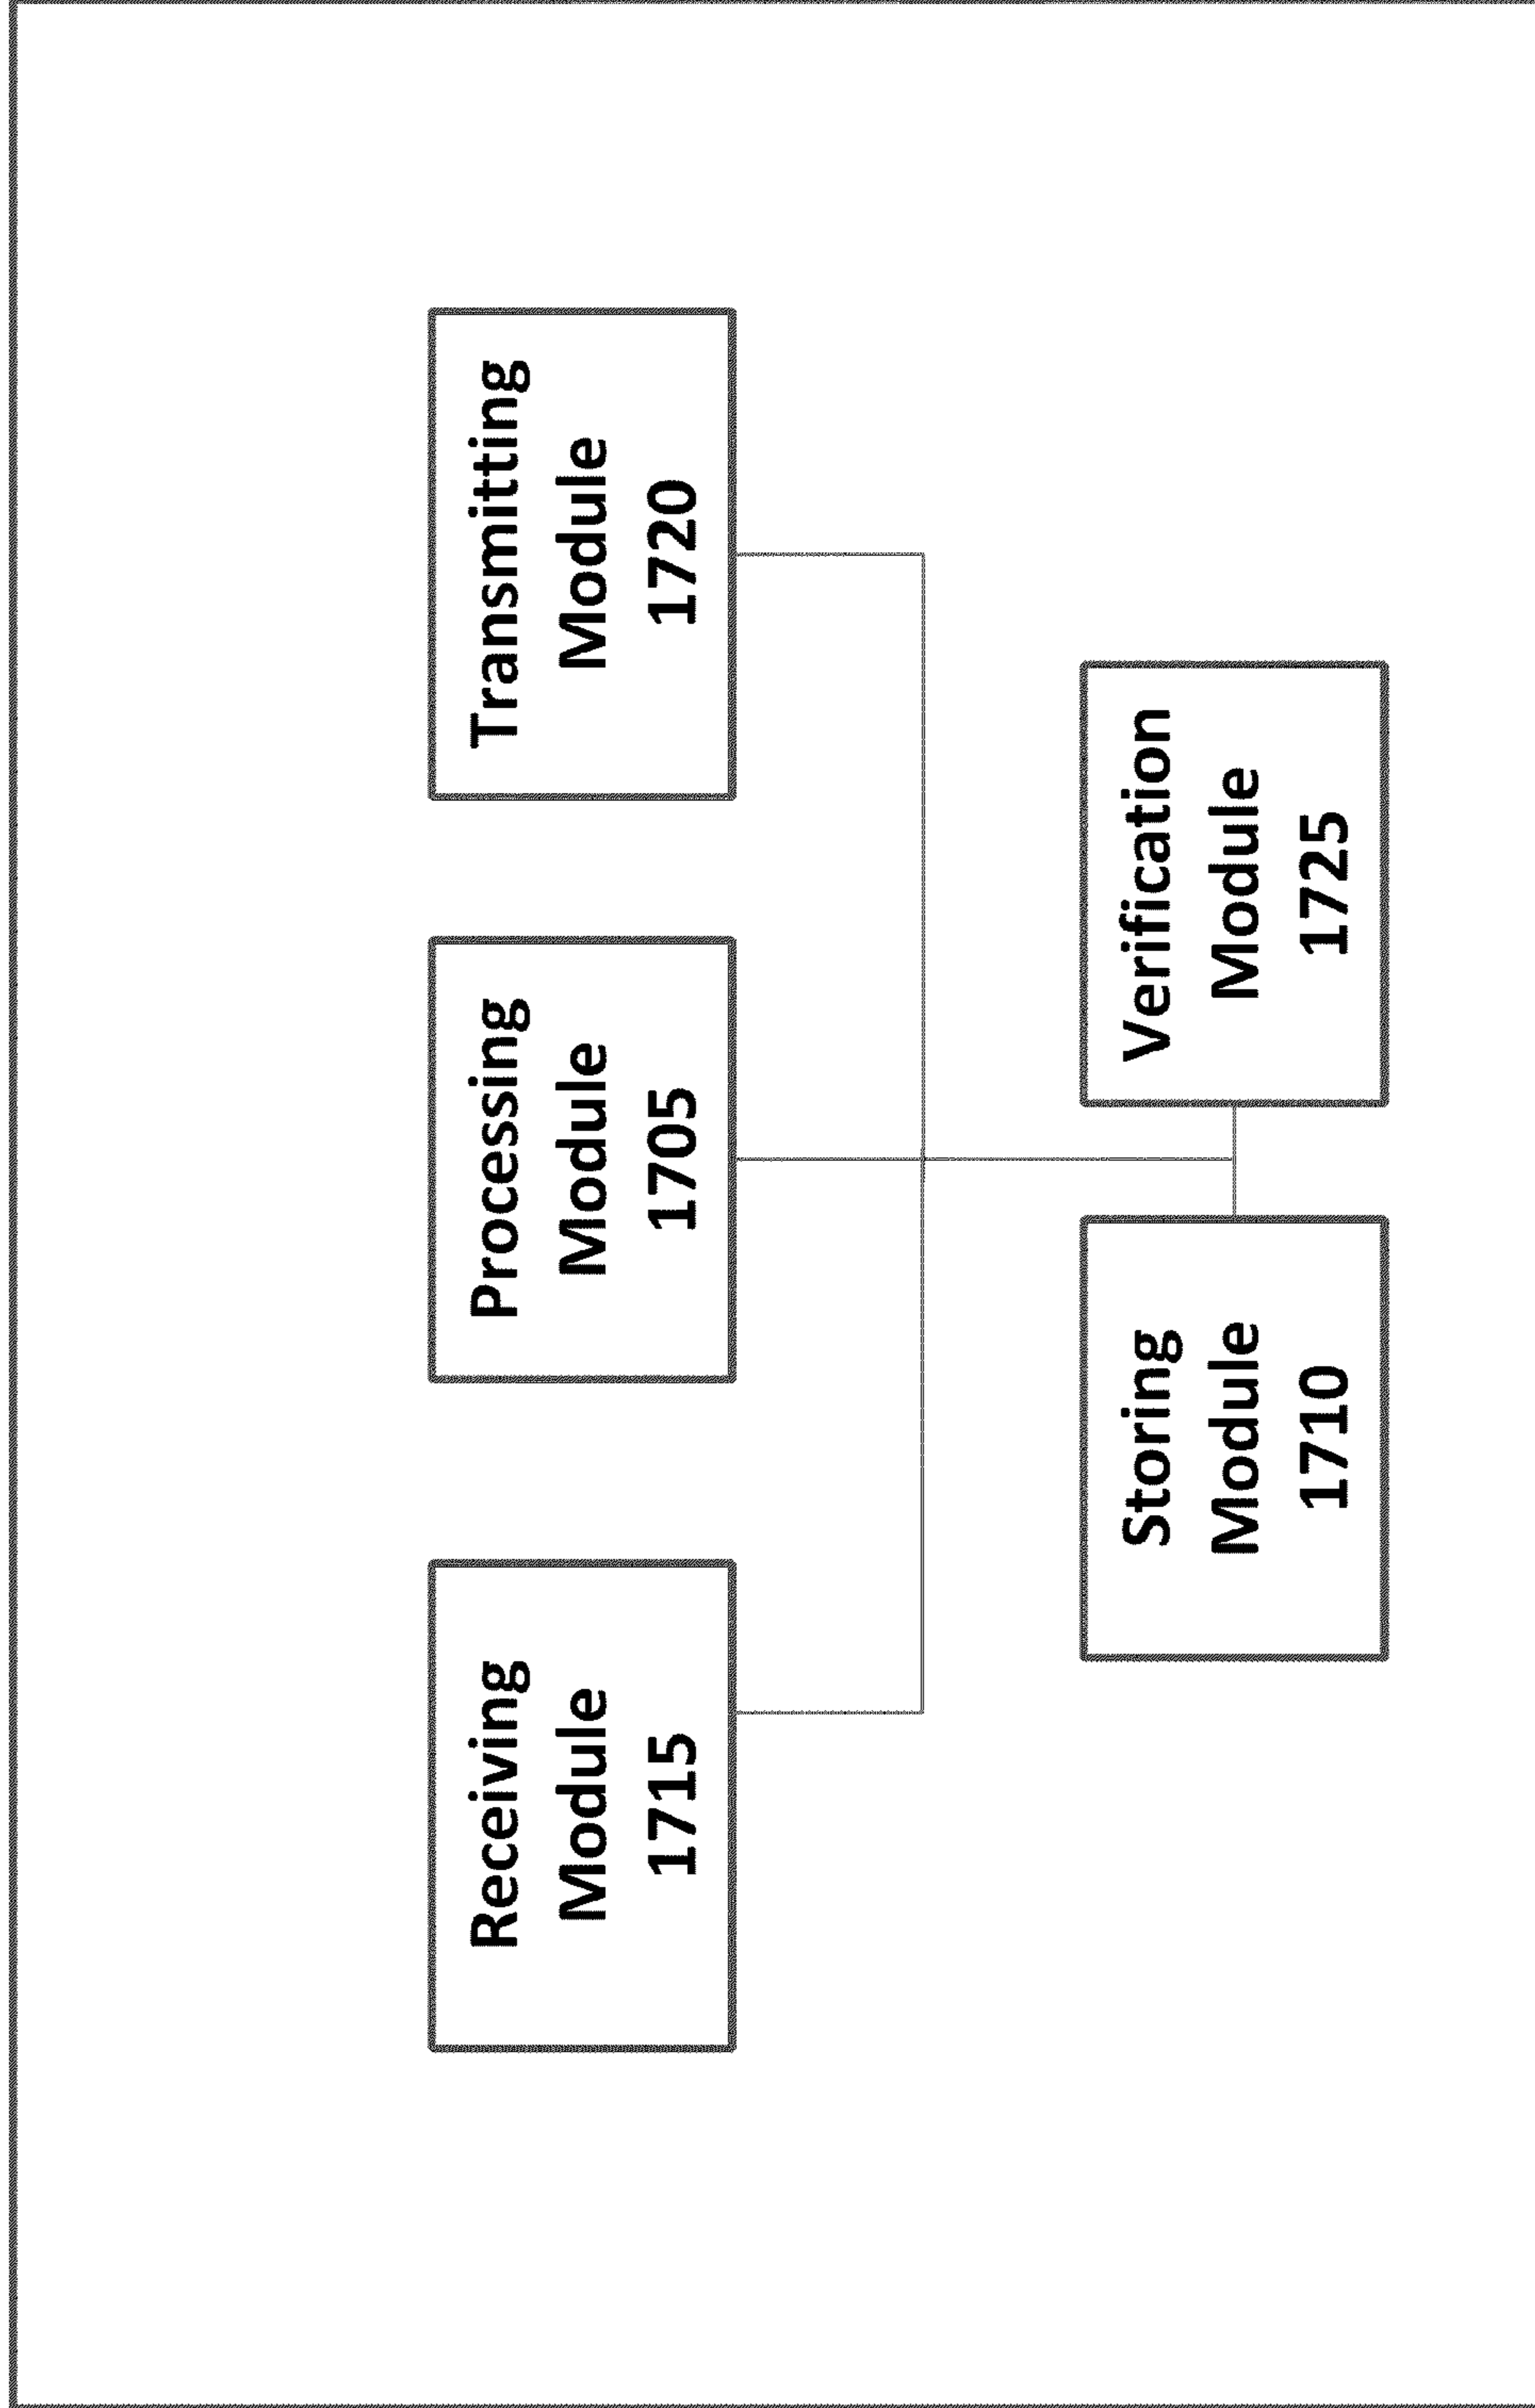 Receiving
Module
1715
Processing
Module
1705
Transmitting
Module
1720
Storing
Module
1710
Verification
Module
1725